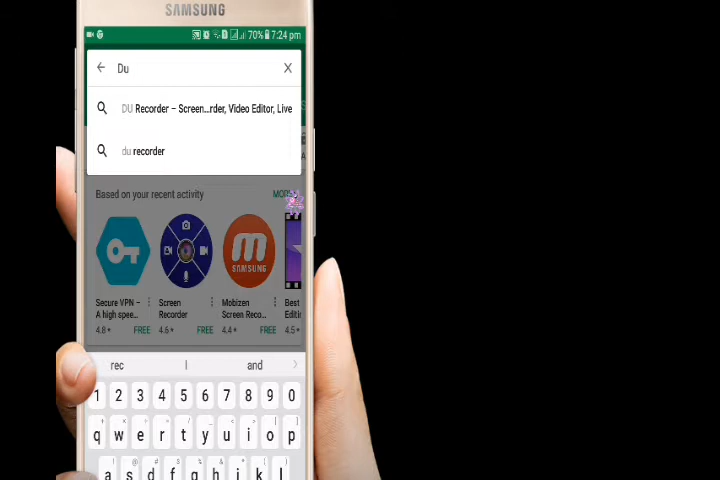 SAMSUNG
70% 7:24 pm
Du
DU Recorder – Screen...rder, Video Editor, Live
du recorder
Based on your recent activity
SAMSUNG
Secure VPN –
A high spee...
4.8 FREE
Screen
Recorder
4.6 FREE
Mobizen
Screen Reco...
4.4 FREE
Best
4.5
rec I and
1 2 3 4 5 6 7 8 9 0
q w e r t y u i o p
a s d f g h j k l